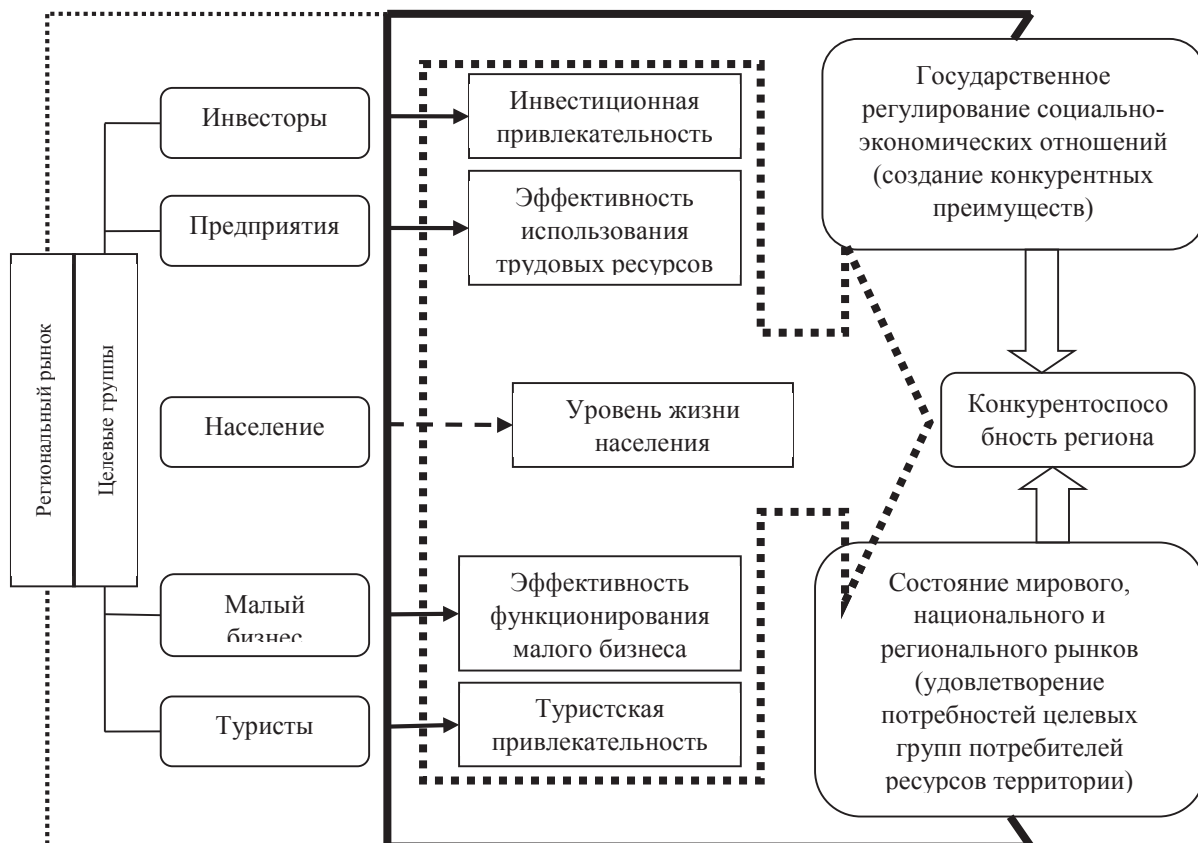 Региональный рынок
Целевые группы
Инвесторы
Предприятия
Население
Малый
бизнес
Туристы
Инвестиционная
привлекательность
Эффективность
использования
трудовых ресурсов
Уровень жизни
населения
Эффективность
функционирования
малого бизнеса
Туристская
привлекательность
Государственное
регулирование социально-
экономических отношений
(создание конкурентных
преимуществ)
Конкурентоспосо
бность региона
Состояние мирового,
национального и
регионального рынков
(удовлетворение
потребностей целевых
групп потребителей
ресурсов территории)